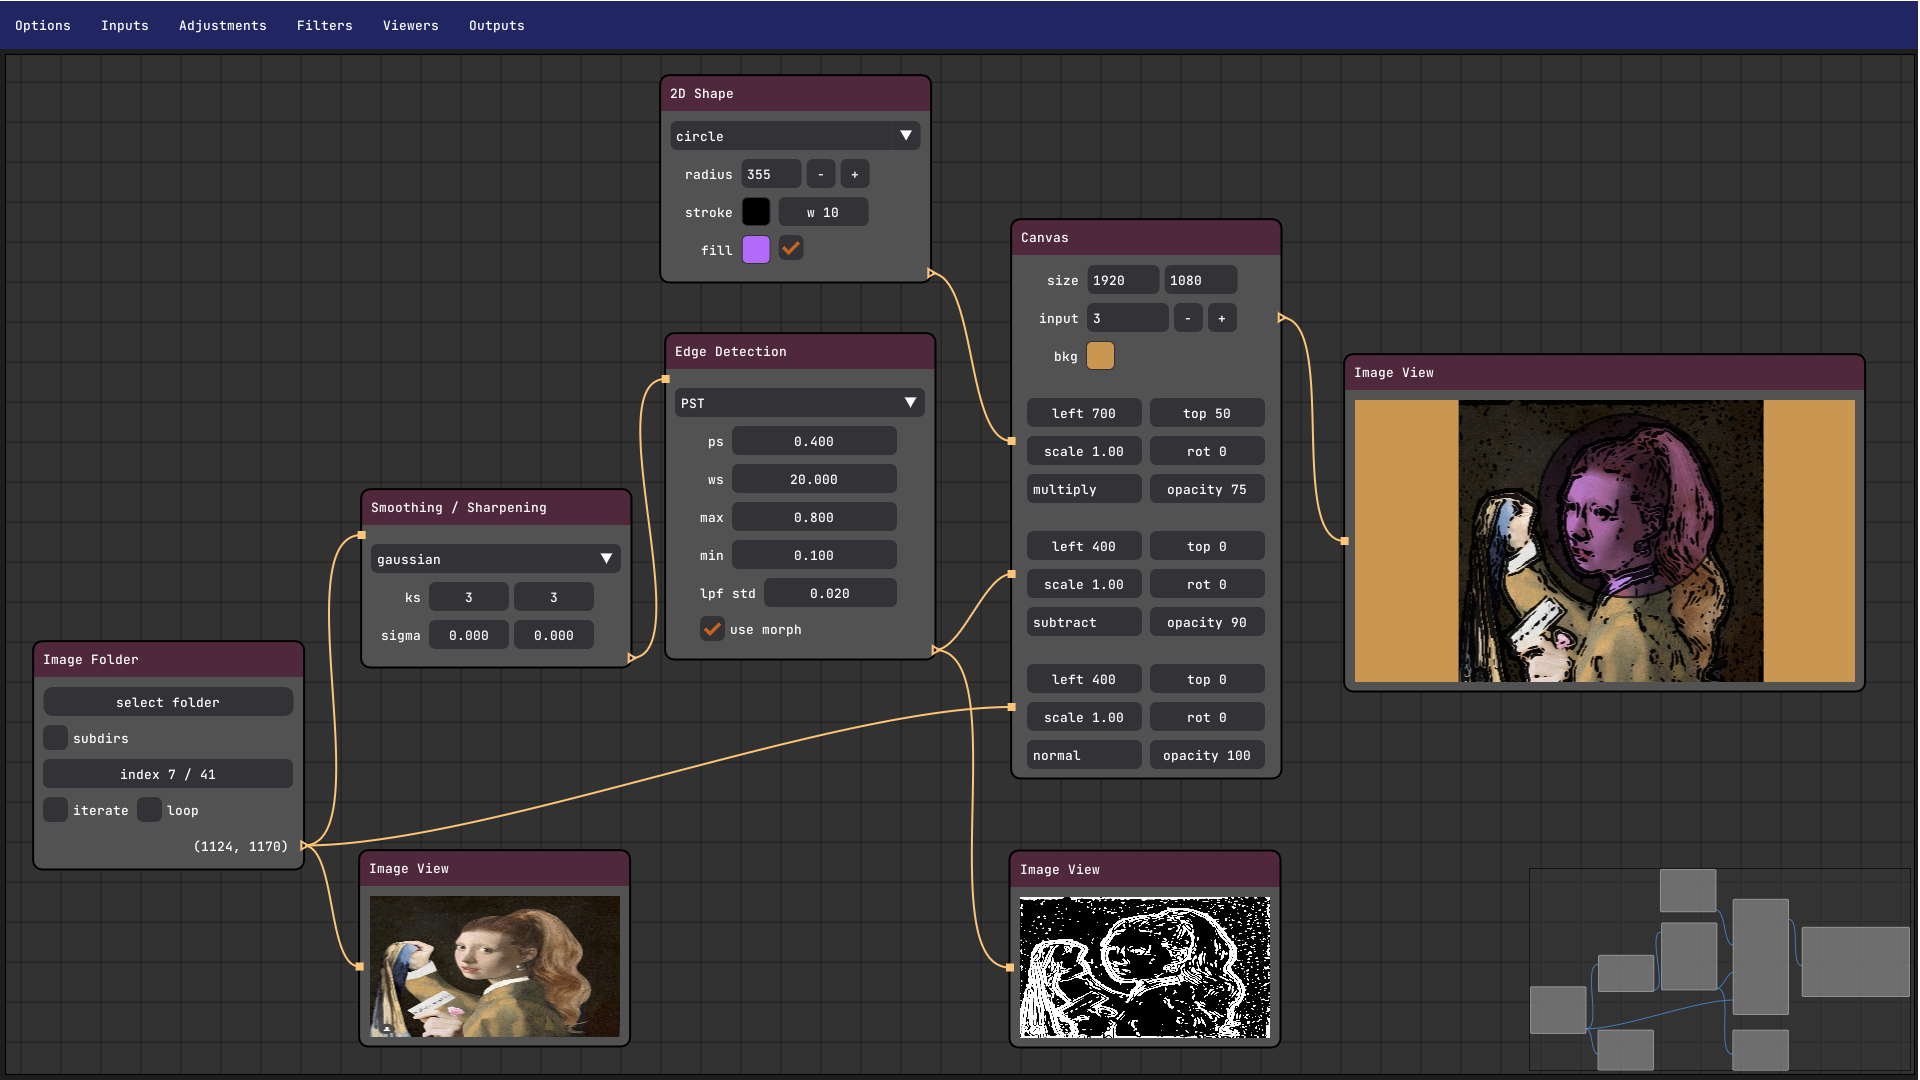 Options Inputs Adjustments Filters Viewers Outputs
2D Shape
circle
radius 355 - +
stroke w 10
fill
Edge Detection
PST
ps 0.400
ws 20.000
max 0.800
min 0.100
lpf std 0.020
use morph
Canvas
size 1920 1080
input 3 - +
bkg
left 700 top 50
scale 1.00 rot 0
multiply opacity 75
left 400 top 0
scale 1.00 rot 0
subtract opacity 90
left 400 top 0
scale 1.00 rot 0
normal opacity 100
Image View
Smoothing / Sharpening
gaussian
ks 3 3
sigma 0.000 0.000
Image Folder
select folder
subdirs
index 7 / 41
iterate loop
(1124, 1170)
Image View
Image View